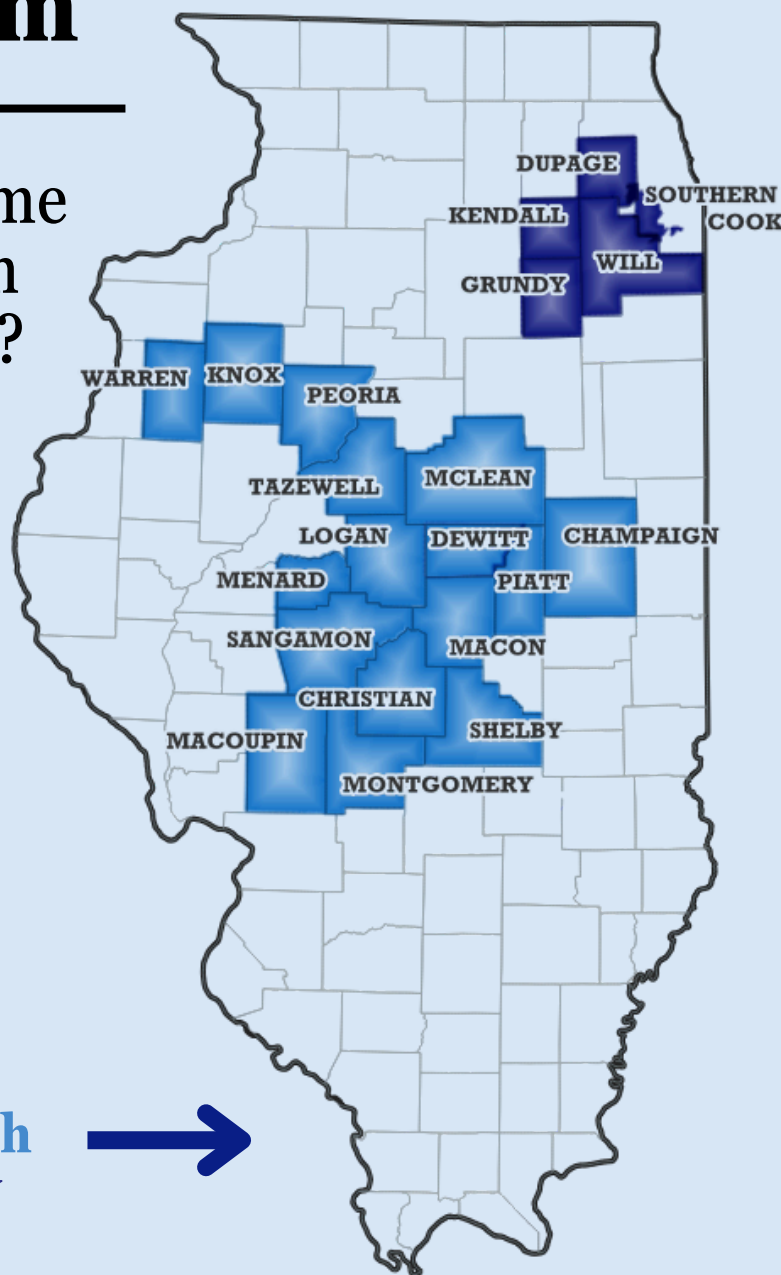 m
me
n
?
DUPAGE
SOUTHERN
COOK
KENDALL
WILL
GRUNDY
WARREN
KNOX
PEORIA
TAZEWELL
MCLEAN
LOGAN
DEWITT
CHAMPAIGN
MENARD
PIATT
SANGAMON
MACON
CHRISTIAN
SHELBY
MACOUPIN
MONTGOMERY
h